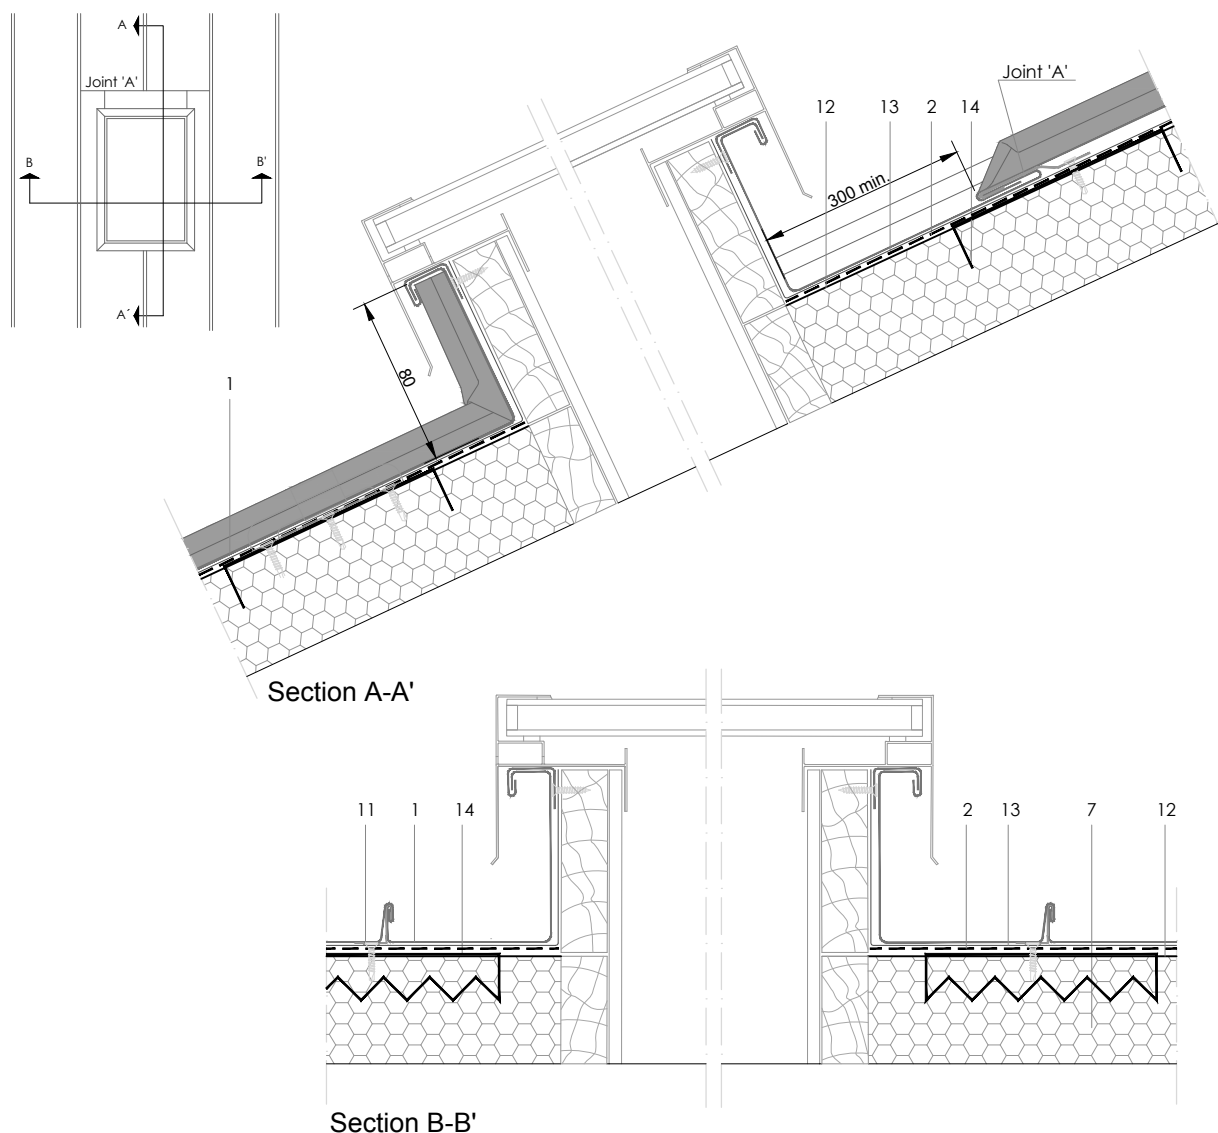 A
Joint 'A'
B
B'
A´
Joint 'A'
12
13
2
14
300 min.
80
1
Section A-A'
11
1
14
2
13
7
12
Section B-B'